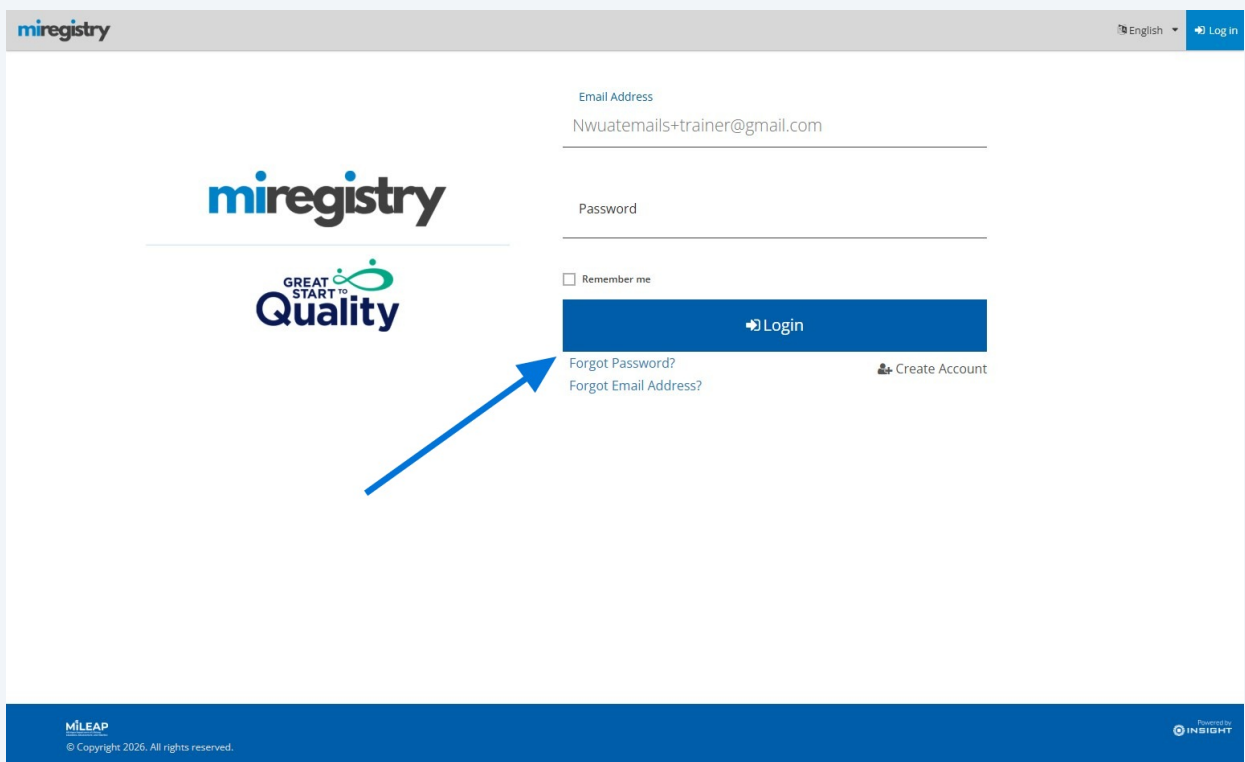 miregistry
English
Log in
Email Address
Nwuatemails+trainer@gmail.com
miregistry
Password
GREAT
START TO
Quality
Remember me
Login
Forgot Password?
Create Account
Forgot Email Address?
MiLEAP
© Copyright 2026. All rights reserved.
Powered by
INSIGHT